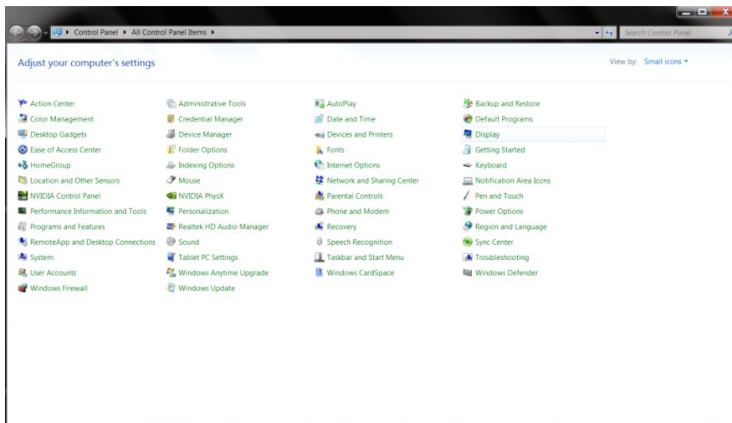 Control Panel All Control Panel Items Search Control Panel
Adjust your computer's settings View by: Small icons
Action Center Administrative Tools AutoPlay Backup and Restore
Color Management Credential Manager Date and Time Default Programs
Desktop Gadgets Device Manager Devices and Printers Display
Ease of Access Center Folder Options Fonts Getting Started
HomeGroup Indexing Options Internet Options Keyboard
Location and Other Sensors Mouse Network and Sharing Center Notification Area Icons
NVIDIA Control Panel NVIDIA PhysX Parental Controls Pen and Touch
Performance Information and Tools Personalization Phone and Modem Power Options
Programs and Features Realtek HD Audio Manager Recovery Region and Language
RemoteApp and Desktop Connections Sound Speech Recognition Sync Center
System Tablet PC Settings Taskbar and Start Menu Troubleshooting
User Accounts Windows Anytime Upgrade Windows CardSpace Windows Defender
Windows Firewall Windows Update